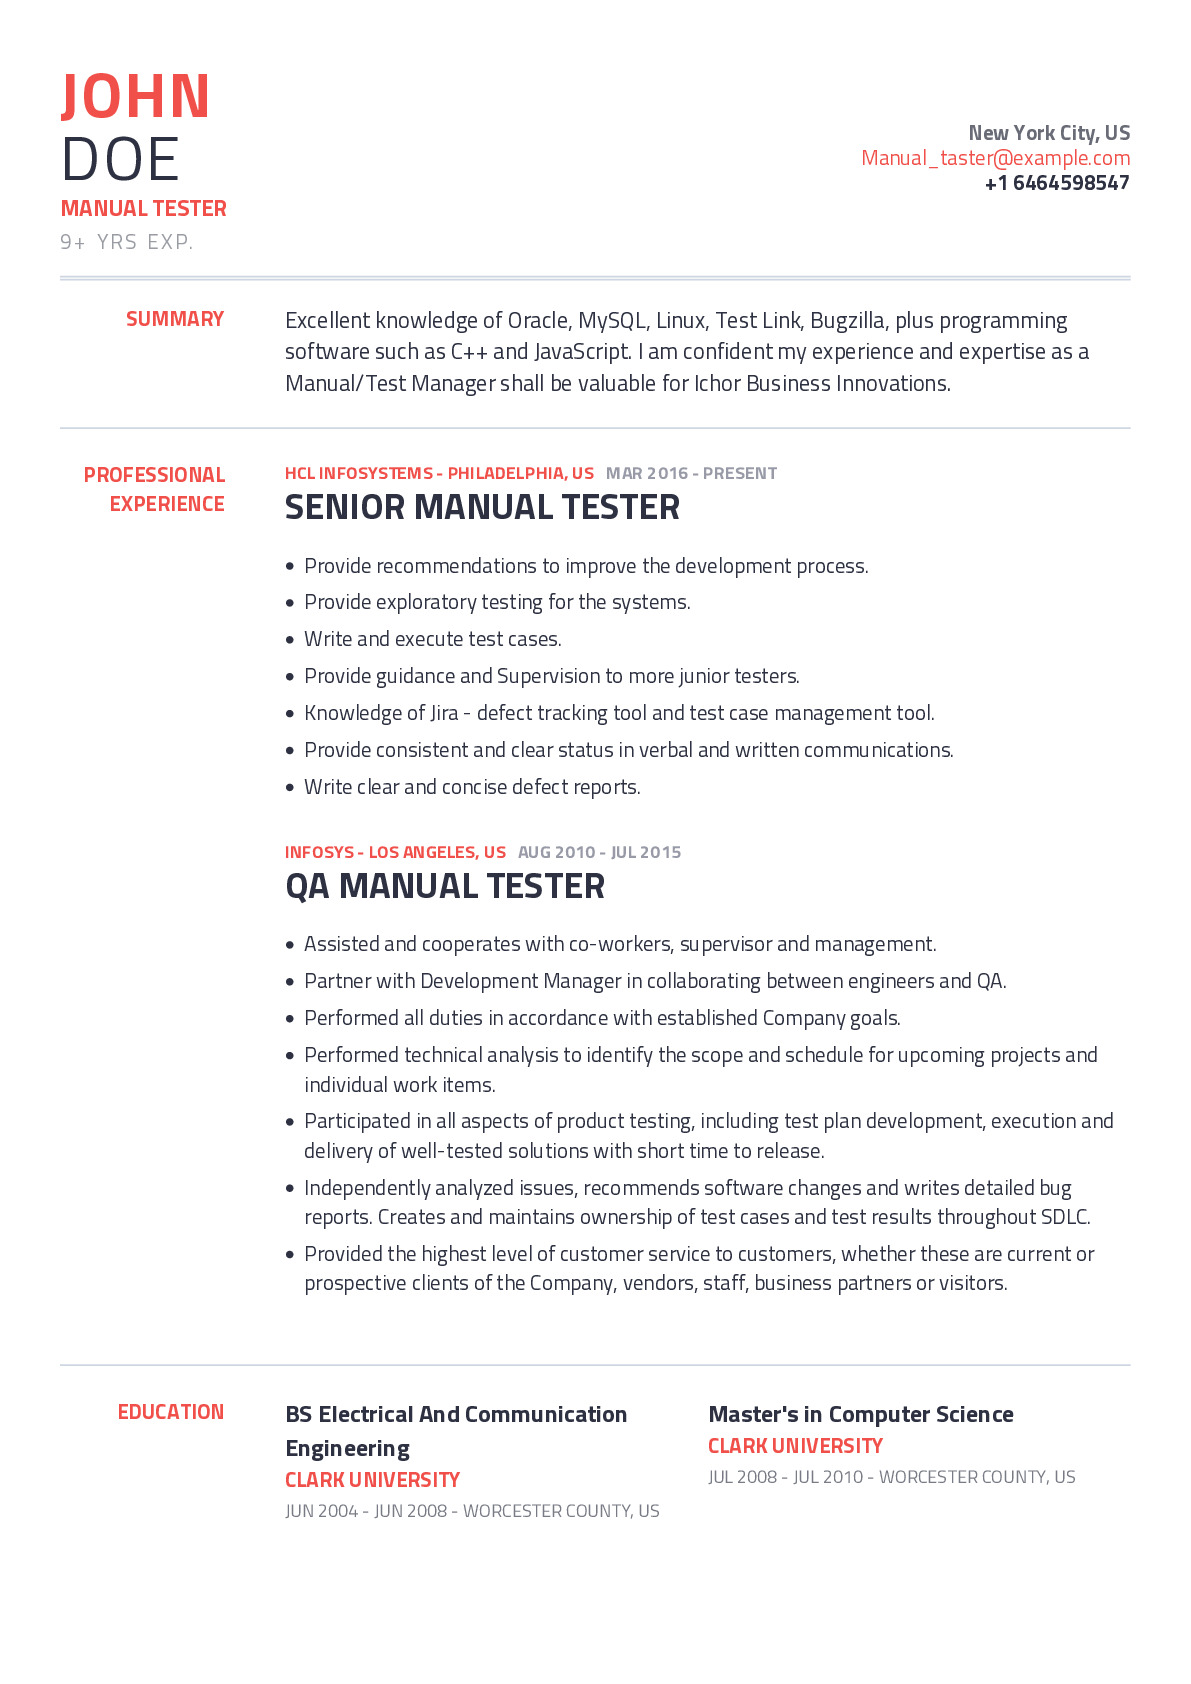 JOHN
DOE
MANUAL TESTER
9+ YRS EXP.
New York City, US
Manual_taster@example.com
+1 6464598547
SUMMARY
Excellent knowledge of Oracle, MySQL, Linux, Test Link, Bugzilla, plus programming
software such as C++ and JavaScript. I am confident my experience and expertise as a
Manual/Test Manager shall be valuable for Ichor Business Innovations.
PROFESSIONAL
EXPERIENCE
HCL INFOSYSTEMS - PHILADELPHIA, US MAR 2016 - PRESENT
SENIOR MANUAL TESTER
• Provide recommendations to improve the development process.
• Provide exploratory testing for the systems.
• Write and execute test cases.
• Provide guidance and Supervision to more junior testers.
• Knowledge of Jira - defect tracking tool and test case management tool.
• Provide consistent and clear status in verbal and written communications.
• Write clear and concise defect reports.
INFOSYS - LOS ANGELES, US AUG 2010 - JUL 2015
QA MANUAL TESTER
• Assisted and cooperates with co-workers, supervisor and management.
• Partner with Development Manager in collaborating between engineers and QA.
• Performed all duties in accordance with established Company goals.
• Performed technical analysis to identify the scope and schedule for upcoming projects and
individual work items.
• Participated in all aspects of product testing, including test plan development, execution and
delivery of well-tested solutions with short time to release.
• Independently analyzed issues, recommends software changes and writes detailed bug
reports. Creates and maintains ownership of test cases and test results throughout SDLC.
• Provided the highest level of customer service to customers, whether these are current or
prospective clients of the Company, vendors, staff, business partners or visitors.
EDUCATION
BS Electrical And Communication
Engineering
CLARK UNIVERSITY
JUN 2004 - JUN 2008 - WORCESTER COUNTY, US
Master's in Computer Science
CLARK UNIVERSITY
JUL 2008 - JUL 2010 - WORCESTER COUNTY, US